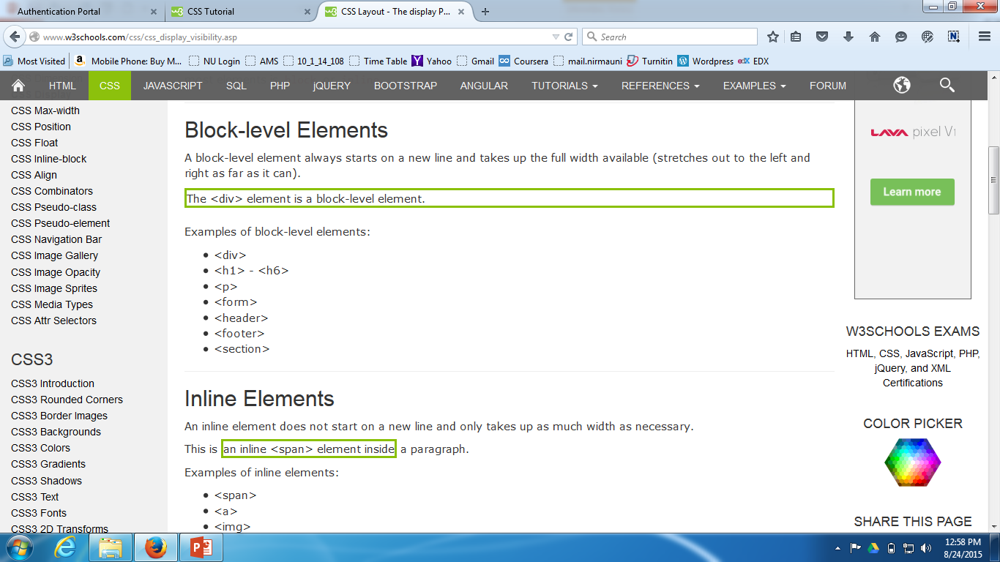 Authentication Portal
CSS Tutorial
CSS Layout - The display P...
www.w3schools.com/css/css_display_visibility.asp
Search
Most Visited
Mobile Phone: Buy M...
NU Login
AMS
10_1_14_108
Time Table
Yahoo
Gmail
Coursera
mail.nirmauni
Turnitin
Wordpress
EDX
HTML
CSS
JAVASCRIPT
SQL
PHP
jQUERY
BOOTSTRAP
ANGULAR
TUTORIALS
REFERENCES
EXAMPLES
FORUM
CSS Max-width
CSS Position
CSS Float
CSS Inline-block
CSS Align
CSS Combinators
CSS Pseudo-class
CSS Pseudo-element
CSS Navigation Bar
CSS Image Gallery
CSS Image Opacity
CSS Image Sprites
CSS Media Types
CSS Attr Selectors
CSS3
CSS3 Introduction
CSS3 Rounded Corners
CSS3 Border Images
CSS3 Backgrounds
CSS3 Colors
CSS3 Gradients
CSS3 Shadows
CSS3 Text
CSS3 Fonts
CSS3 2D Transforms
Block-level Elements
A block-level element always starts on a new line and takes up the full width available (stretches out to the left and
right as far as it can).
The <div> element is a block-level element.
Examples of block-level elements:
<div>
<h1> - <h6>
<p>
<form>
<header>
<footer>
<section>
Inline Elements
An inline element does not start on a new line and only takes up as much width as necessary.
This is an inline <span> element inside a paragraph.
Examples of inline elements:
<span>
<a>
<img>
LAVA pixel V1
Learn more
W3SCHOOLS EXAMS
HTML, CSS, JavaScript, PHP,
jQuery, and XML
Certifications
COLOR PICKER
SHARE THIS PAGE
12:58 PM
8/24/2015